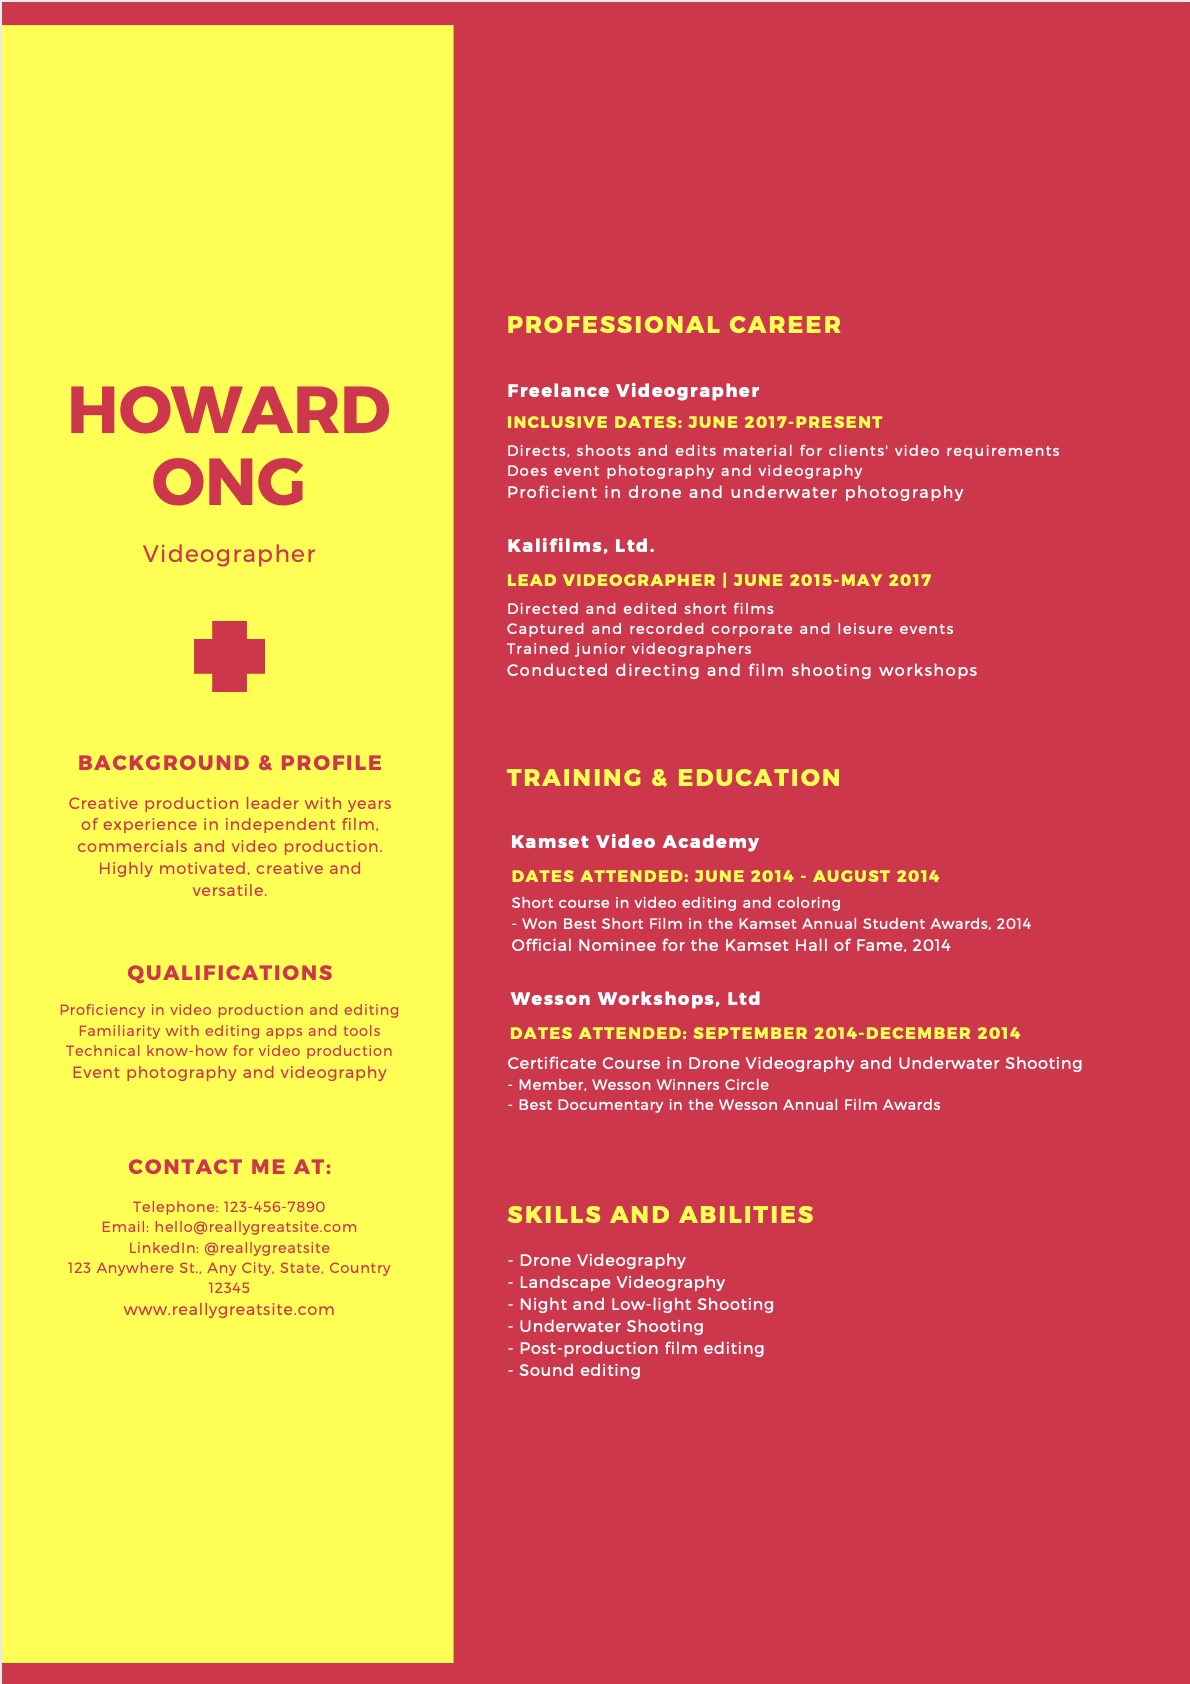 HOWARD
ONG
Videographer
BACKGROUND & PROFILE
Creative production leader with years
of experience in independent film,
commercials and video production.
Highly motivated, creative and
versatile.
QUALIFICATIONS
Proficiency in video production and editing
Familiarity with editing apps and tools
Technical know-how for video production
Event photography and videography
CONTACT ME AT:
Telephone: 123-456-7890
Email: hello@reallygreatsite.com
LinkedIn: @reallygreatsite
123 Anywhere St., Any City, State, Country
12345
www.reallygreatsite.com
PROFESSIONAL CAREER
Freelance Videographer
INCLUSIVE DATES: JUNE 2017-PRESENT
Directs, shoots and edits material for clients' video requirements
Does event photography and videography
Proficient in drone and underwater photography
Kalifilms, Ltd.
LEAD VIDEOGRAPHER | JUNE 2015-MAY 2017
Directed and edited short films
Captured and recorded corporate and leisure events
Trained junior videographers
Conducted directing and film shooting workshops
TRAINING & EDUCATION
Kamset Video Academy
DATES ATTENDED: JUNE 2014 - AUGUST 2014
Short course in video editing and coloring
- Won Best Short Film in the Kamset Annual Student Awards, 2014
Official Nominee for the Kamset Hall of Fame, 2014
Wesson Workshops, Ltd
DATES ATTENDED: SEPTEMBER 2014-DECEMBER 2014
Certificate Course in Drone Videography and Underwater Shooting
- Member, Wesson Winners Circle
- Best Documentary in the Wesson Annual Film Awards
SKILLS AND ABILITIES
- Drone Videography
- Landscape Videography
- Night and Low-light Shooting
- Underwater Shooting
- Post-production film editing
- Sound editing